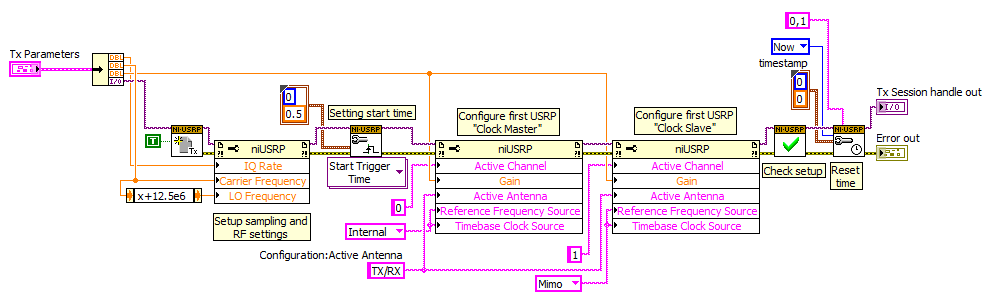 0,1
Now
timestamp
Tx Parameters
DBL
DBL
DBL
I/O
0
0.5
Setting start time
Configure first USRP
"Clock Master"
Configure first USRP
"Clock Slave"
0
0
Tx Session handle out
I/O
T
NI-USRP
Tx
niUSRP
IQ Rate
Carrier Frequency
LO Frequency
x+12.5e6
Setup sampling and
RF settings
NI-USRP
Start Trigger
Time
niUSRP
Active Channel
Gain
Active Antenna
Reference Frequency Source
Timebase Clock Source
0
Internal
Configuration:Active Antenna
TX/RX
niUSRP
Active Channel
Gain
Active Antenna
Reference Frequency Source
Timebase Clock Source
1
Mimo
NI-USRP
Check setup
NI-USRP
Reset
time
Error out